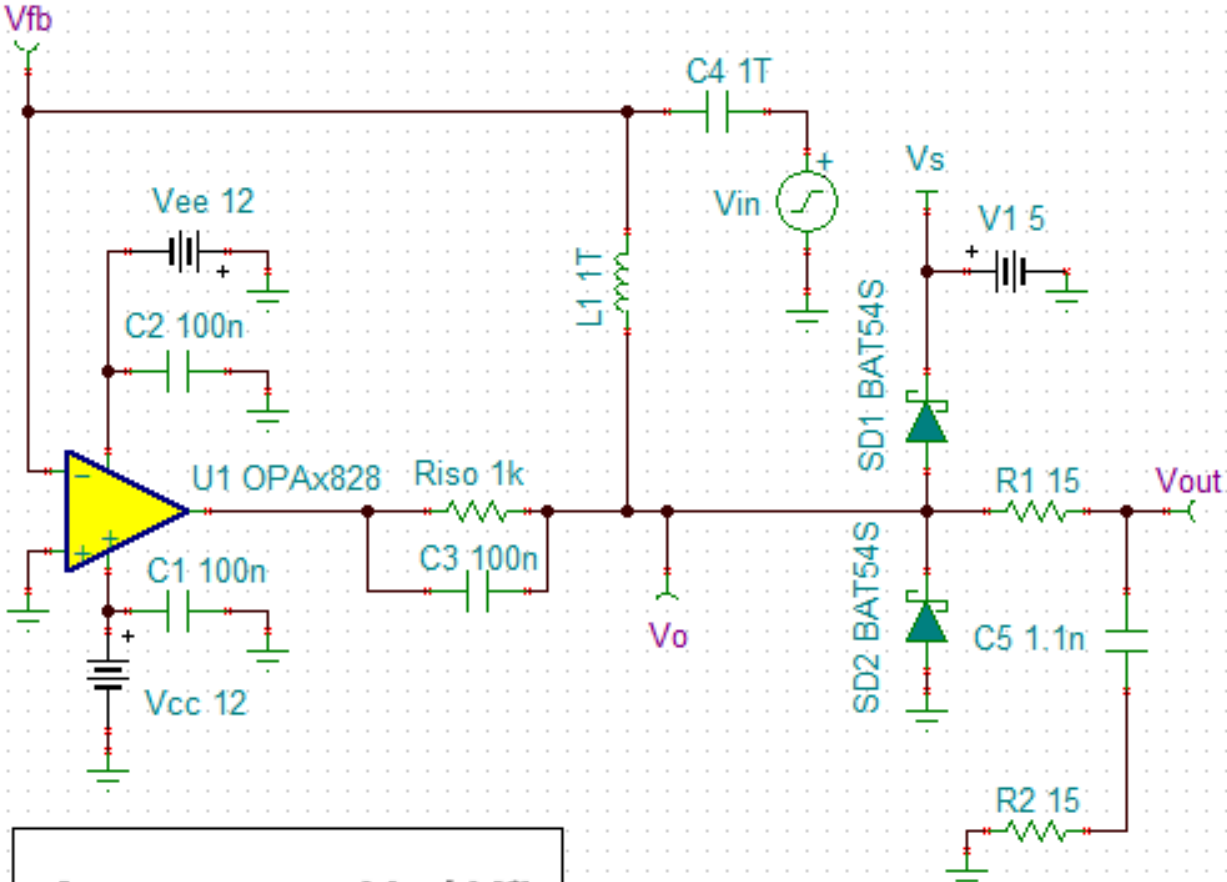 Vfb
C4 1T
Vs
Vee 12
+
+
Vin
V1 5
+
L1 1T
C2 100n
SD1 BAT54S
U1 OPAx828
Riso 1k
R1 15
Vout
-
+
+
C1 100n
C3 100n
+
Vo
SD2 BAT54S
C5 1.1n
Vcc 12
R2 15